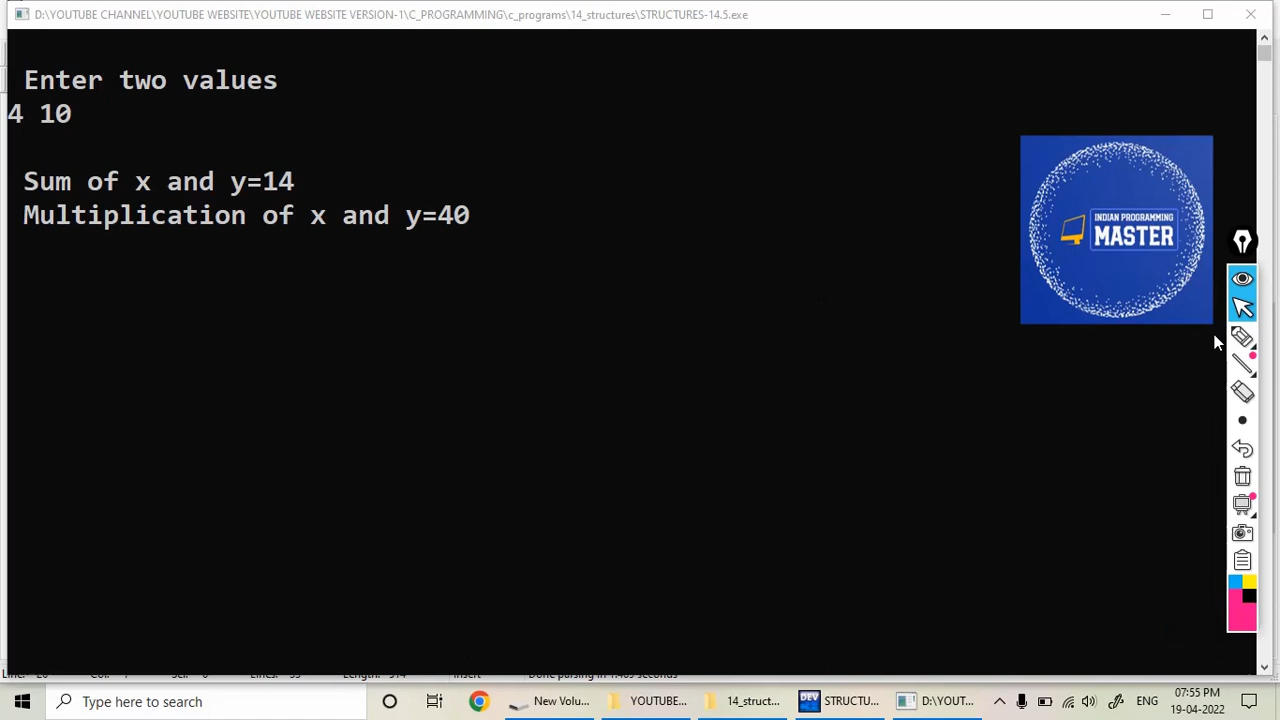 D:\YOUTUBE CHANNEL\YOUTUBE WEBSITE\YOUTUBE WEBSITE VERSION-1\C_PROGRAMMING\c_programs\14_structures\STRUCTURES-14.5.exe
Enter two values
4 10
Sum of x and y=14
Multiplication of x and y=40
INDIAN PROGRAMMING
MASTER
Type here to search
New Volu...
YOUTUBE...
14_struct...
DEV
STRUCTU...
D:\YOUT...
ENG
07:55 PM
19-04-2022